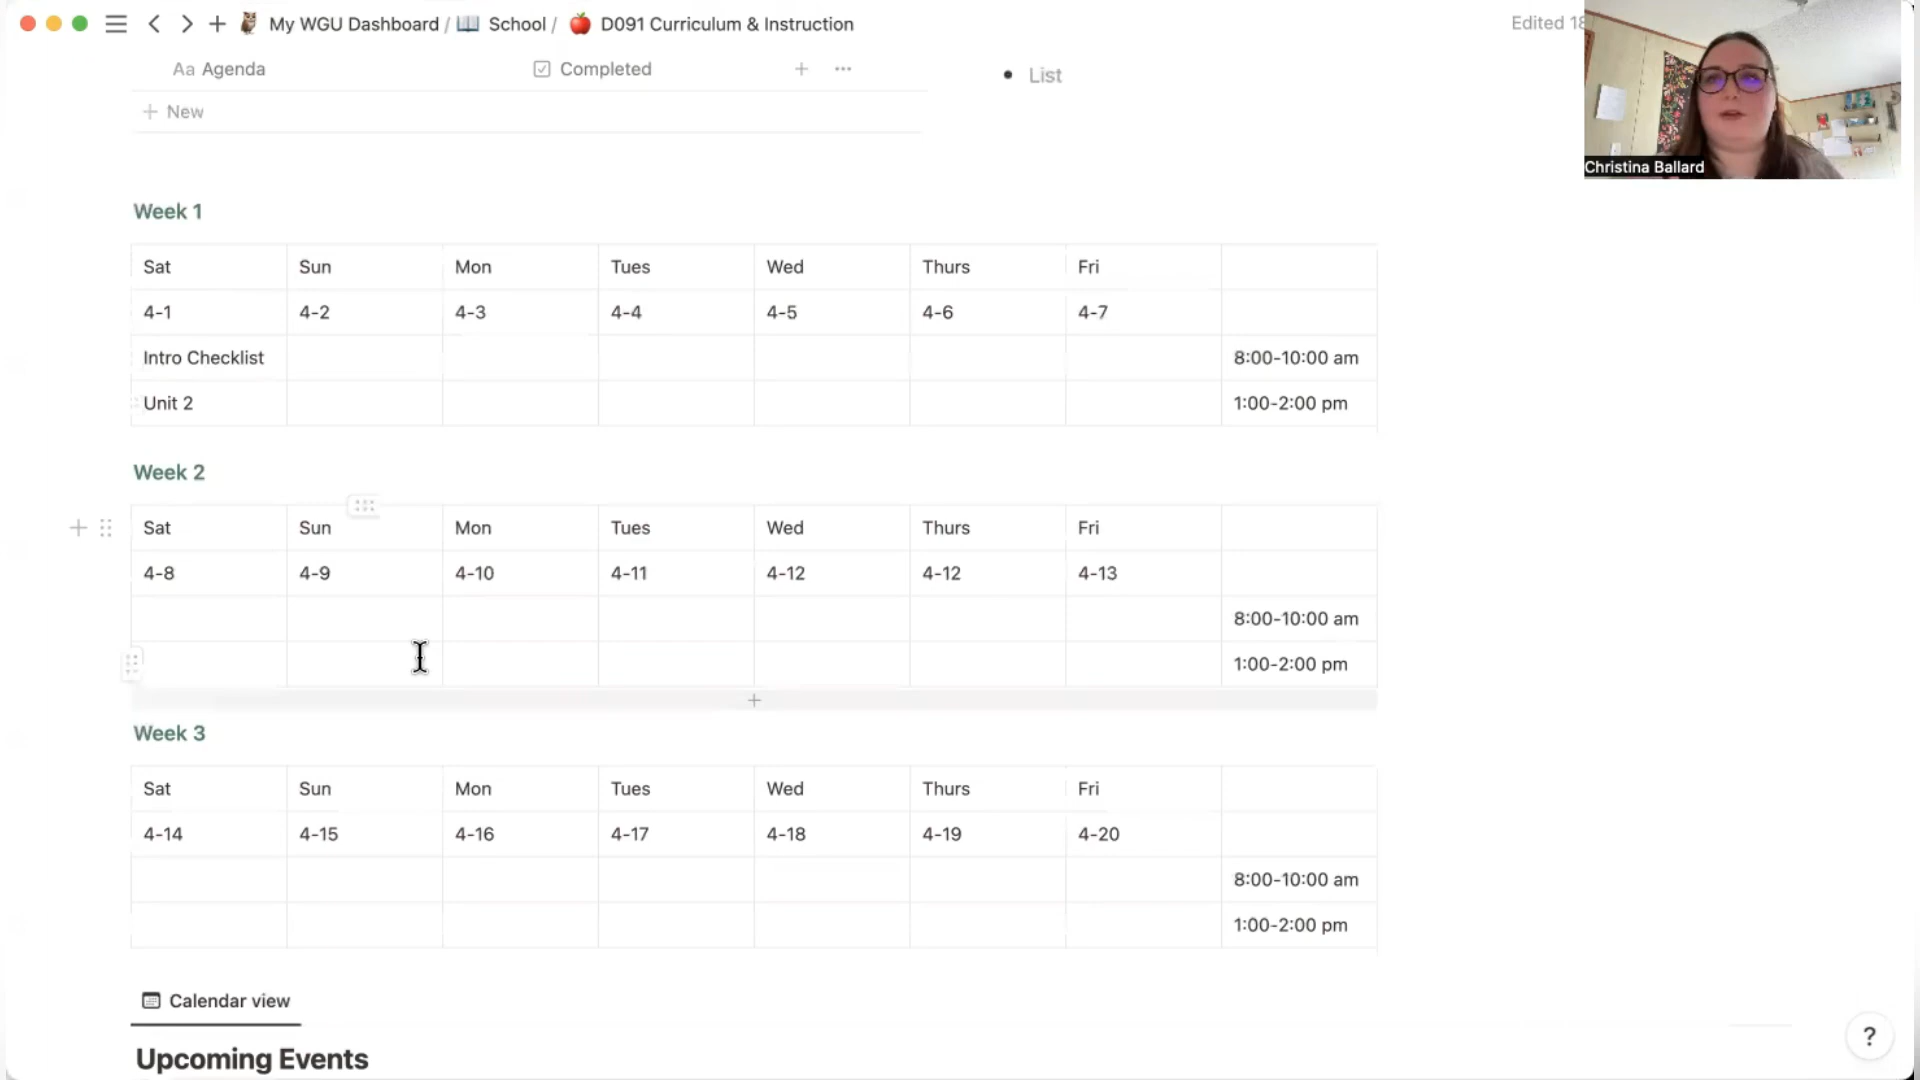 My WGU Dashboard / School / D091 Curriculum & Instruction
Edited 18
Aa Agenda Completed
List
New
Christina Ballard
Week 1
Sat Sun Mon Tues Wed Thurs Fri
4-1 4-2 4-3 4-4 4-5 4-6 4-7
Intro Checklist 8:00-10:00 am
Unit 2 1:00-2:00 pm
Week 2
Sat Sun Mon Tues Wed Thurs Fri
4-8 4-9 4-10 4-11 4-12 4-12 4-13
8:00-10:00 am
1:00-2:00 pm
Week 3
Sat Sun Mon Tues Wed Thurs Fri
4-14 4-15 4-16 4-17 4-18 4-19 4-20
8:00-10:00 am
1:00-2:00 pm
Calendar view
Upcoming Events
?